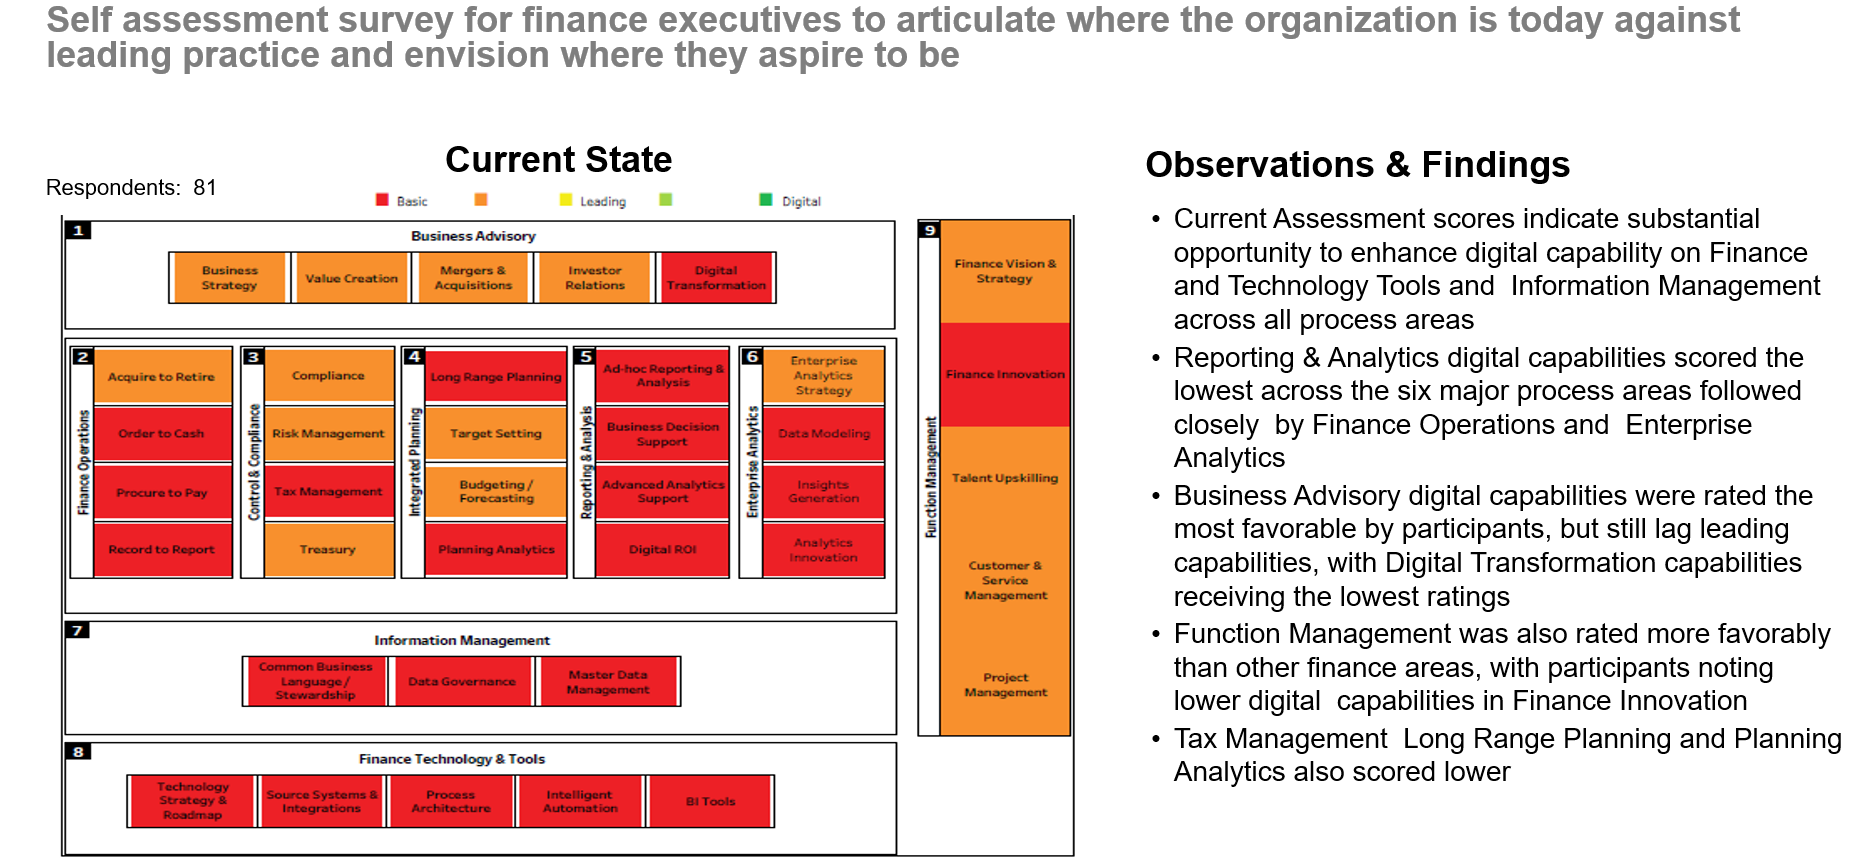 Self assessment survey for finance executives to articulate where the organization is today against
leading practice and envision where they aspire to be
Current State
Respondents:  81
Basic
Leading
Digital
1
Business Advisory
Business
Strategy
Value Creation
Mergers &
Acquisitions
Investor
Relations
Digital
Transformation
2
Finance Operations
Acquire to Retire
Order to Cash
Procure to Pay
Record to Report
3
Control & Compliance
Compliance
Risk Management
Tax Management
Treasury
4
Integrated Planning
Long Range Planning
Target Setting
Budgeting /
Forecasting
Planning Analytics
5
Reporting & Analysis
Ad-hoc Reporting &
Analysis
Business Decision
Support
Advanced Analytics
Support
Digital ROI
6
Enterprise Analytics
Enterprise
Analytics
Strategy
Data Modeling
Insights
Generation
Analytics
Innovation
7
Information Management
Common Business
Language /
Stewardship
Data Governance
Master Data
Management
8
Finance Technology & Tools
Technology
Strategy &
Roadmap
Source Systems &
Integrations
Process
Architecture
Intelligent
Automation
BI Tools
9
Function Management
Finance Vision &
Strategy
Finance Innovation
Talent Upskilling
Customer &
Service
Management
Project
Management
Observations & Findings
• Current Assessment scores indicate substantial
opportunity to enhance digital capability on Finance
and Technology Tools and  Information Management
across all process areas
• Reporting & Analytics digital capabilities scored the
lowest across the six major process areas followed
closely  by Finance Operations and  Enterprise
Analytics
• Business Advisory digital capabilities were rated the
most favorable by participants, but still lag leading
capabilities, with Digital Transformation capabilities
receiving the lowest ratings
• Function Management was also rated more favorably
than other finance areas, with participants noting
lower digital  capabilities in Finance Innovation
• Tax Management  Long Range Planning and Planning
Analytics also scored lower